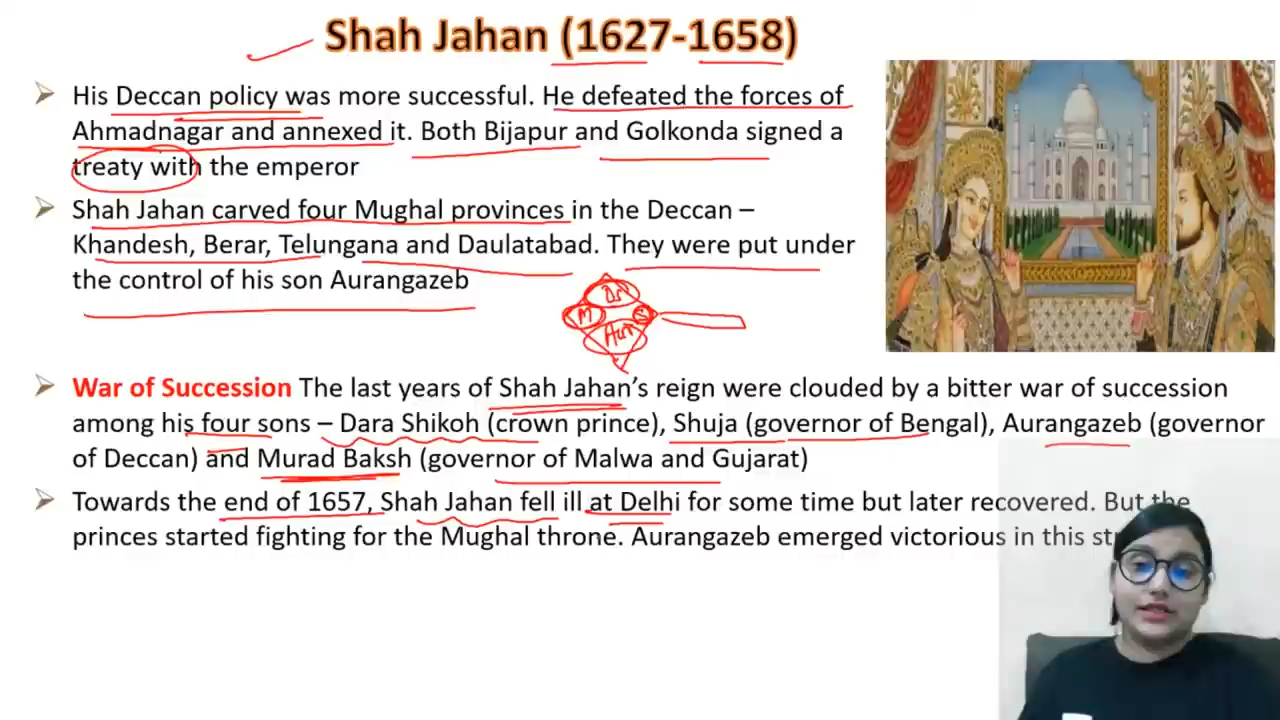 Shah Jahan (1627-1658)
His Deccan policy was more successful. He defeated the forces of
Ahmadnagar and annexed it. Both Bijapur and Golkonda signed a
treaty with the emperor
Shah Jahan carved four Mughal provinces in the Deccan –
Khandesh, Berar, Telungana and Daulatabad. They were put under
the control of his son Aurangazeb
M
Aur
War of Succession The last years of Shah Jahan's reign were clouded by a bitter war of succession
among his four sons – Dara Shikoh (crown prince), Shuja (governor of Bengal), Aurangazeb (governor
of Deccan) and Murad Baksh (governor of Malwa and Gujarat)
Towards the end of 1657, Shah Jahan fell ill at Delhi for some time but later recovered. But the
princes started fighting for the Mughal throne. Aurangazeb emerged victorious in this